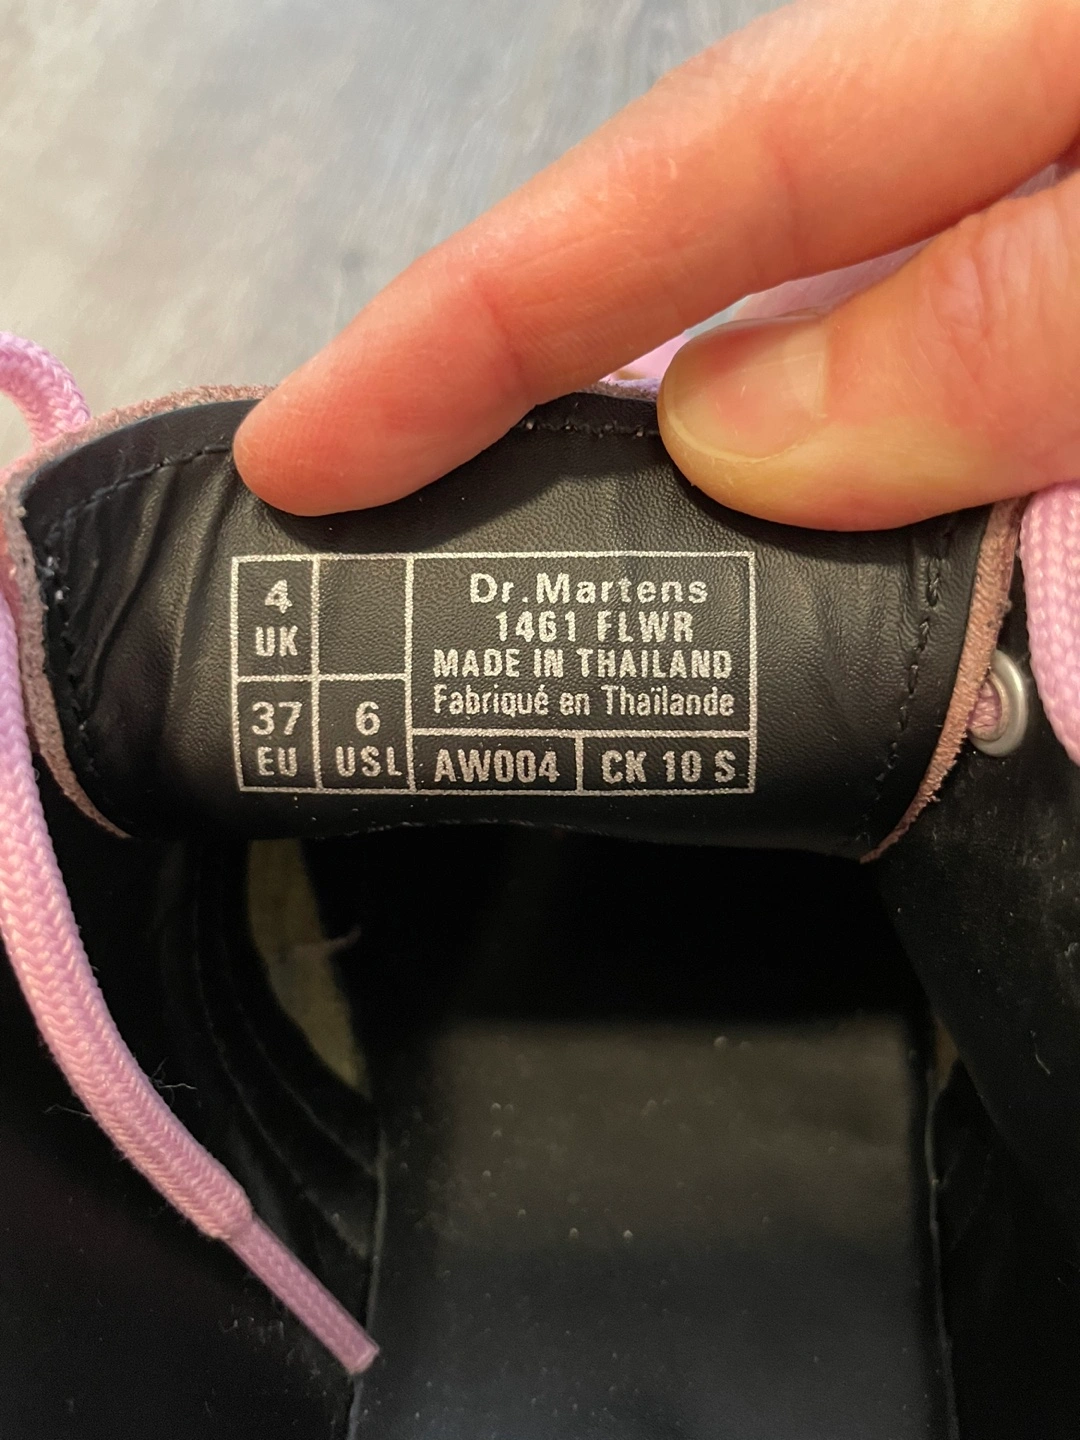 4
UK
37
EU
6
USL
Dr.Martens
1461 FLWR
MADE IN THAILAND
Fabriqué en Thaïlande
AW004
CK 10 S